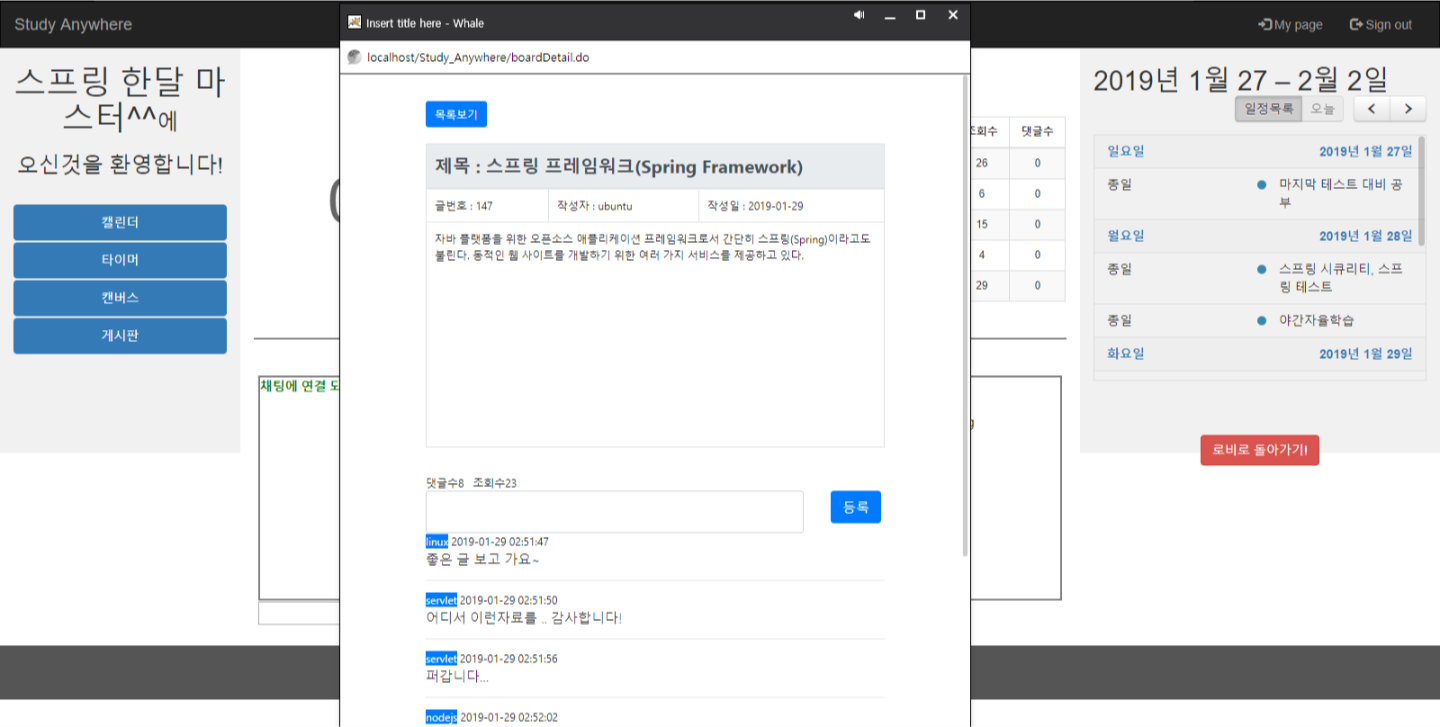 Study Anywhere
My page
Sign out
스프링 한달 마
스터^^에
오신것을 환영합니다!
캘린더
타이머
캔버스
게시판
채팅에 연결 되
Insert title here - Whale
localhost/Study_Anywhere/boardDetail.do
목록보기
제목 : 스프링 프레임워크(Spring Framework)
글번호 : 147
작성자 : ubuntu
작성일 : 2019-01-29
자바 플랫폼을 위한 오픈소스 애플리케이션 프레임워크로서 간단히 스프링(Spring)이라고도
불린다. 동적인 웹 사이트를 개발하기 위한 여러 가지 서비스를 제공하고 있다.
댓글수8 조회수23
등록
linux 2019-01-29 02:51:47
좋은 글 보고 가요~
servlet 2019-01-29 02:51:50
어디서 이런자료를 .. 감사합니다!
servlet 2019-01-29 02:51:56
퍼갑니다...
nodejs 2019-01-29 02:52:02
조회수 댓글수
26 0
6 0
15 0
4 0
29 0
2019년 1월 27 – 2월 2일
일정목록 오늘
일요일 2019년 1월 27일
종일 마지막 테스트 대비 공
부
월요일 2019년 1월 28일
종일 스프링 시큐리티, 스프
링 테스트
종일 야간자율학습
화요일 2019년 1월 29일
로비로 돌아가기!